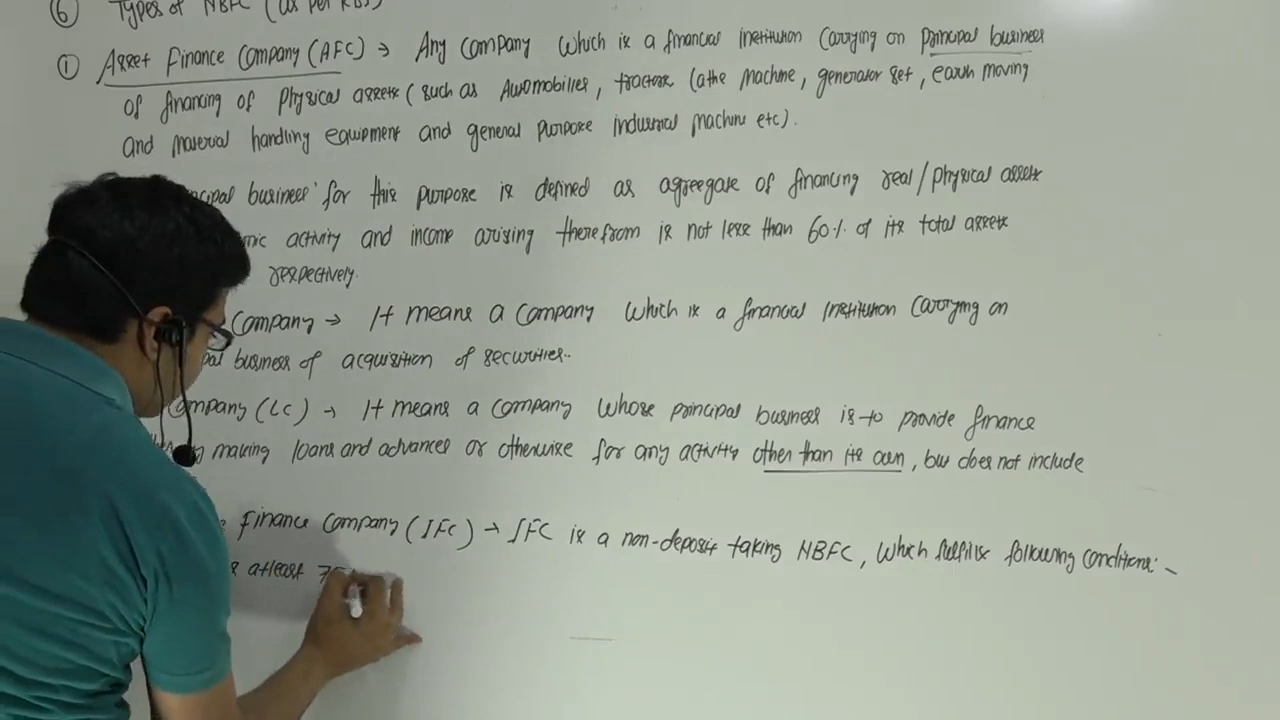 ⑥ Types of NBFC (as per RBI)
① Asset Finance Company (AFC) → Any Company which is a financial institution carrying on principal business
of financing of physical assets (such as Automobiles, tractors, lathe machine, generator set, earth moving
and material handling equipment and general purpose industrial machine etc).
business' for this purpose is defined as aggregate of financing real/physical assets
activity and income arising therefrom is not less than 60% of its total assets
respectively.
Company → It means a Company which is a financial institution carrying on
business of acquisition of securities.
Company (LC) → It means a company whose principal business is to provide finance
making loans and advances or otherwise for any activity other than its own, but does not include
Finance Company (IFC) → IFC is a non-deposit taking NBFC, which fulfills following conditions:-
atleast